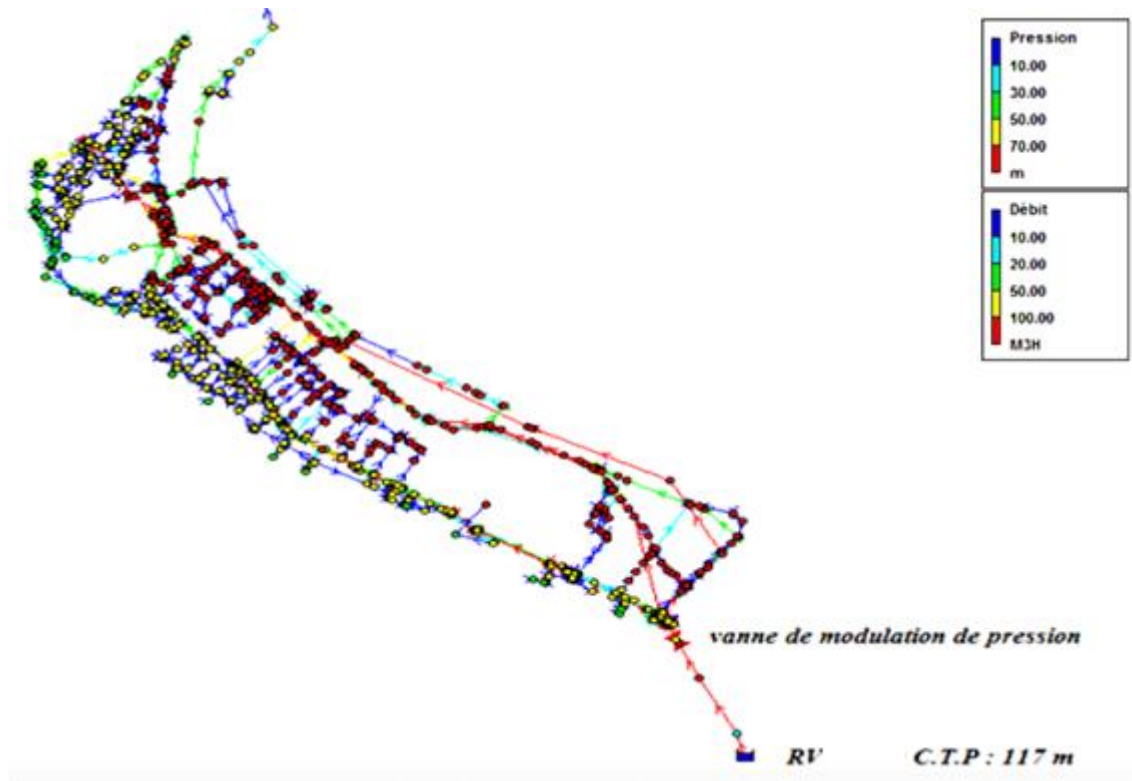 Pression
10.00
30.00
50.00
70.00
m
Débit
10.00
20.00
50.00
100.00
M3H
vanne de modulation de pression
RV C.T.P : 117 m